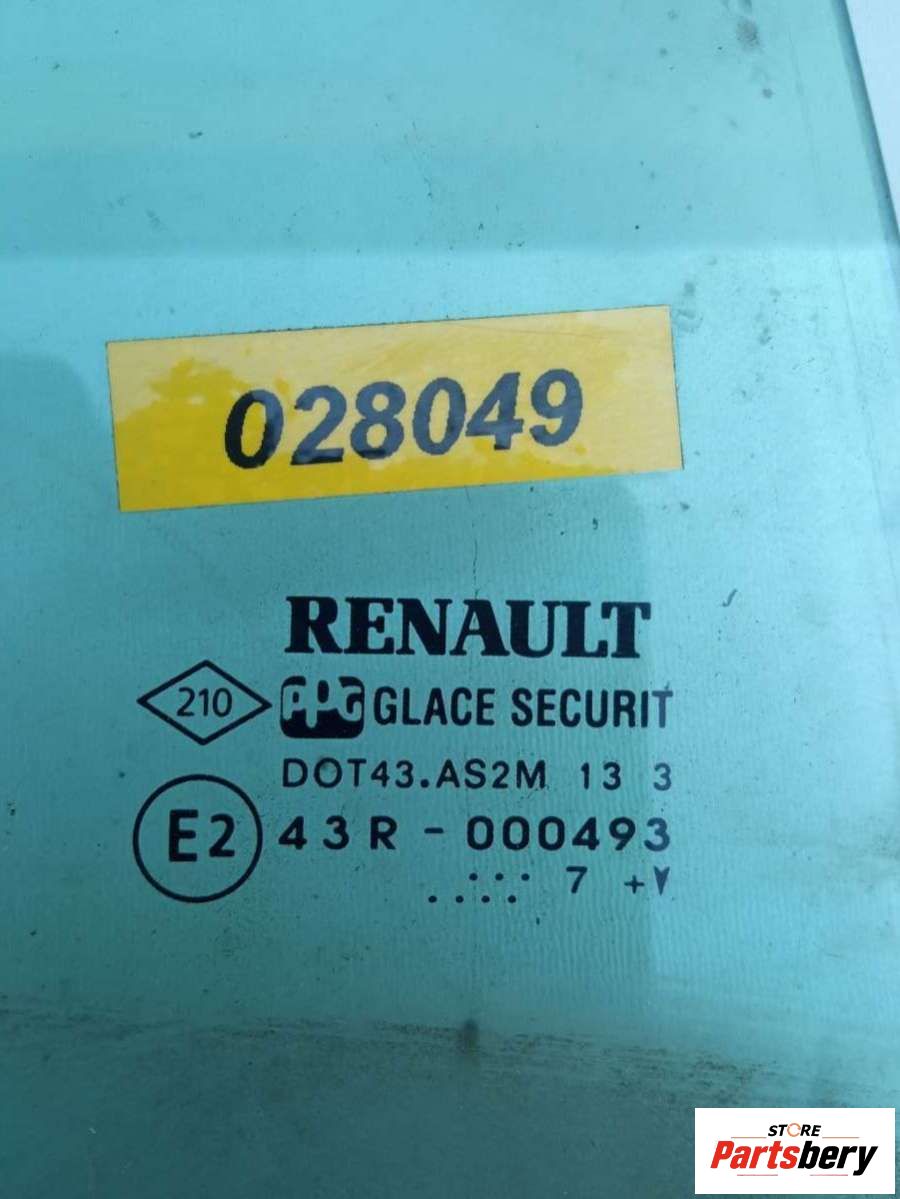 028049
RENAULT
210 PPG GLACE SECURIT
DOT43.AS2M 13 3
E2 43R - 000493
7 +
STORE
Partsbery